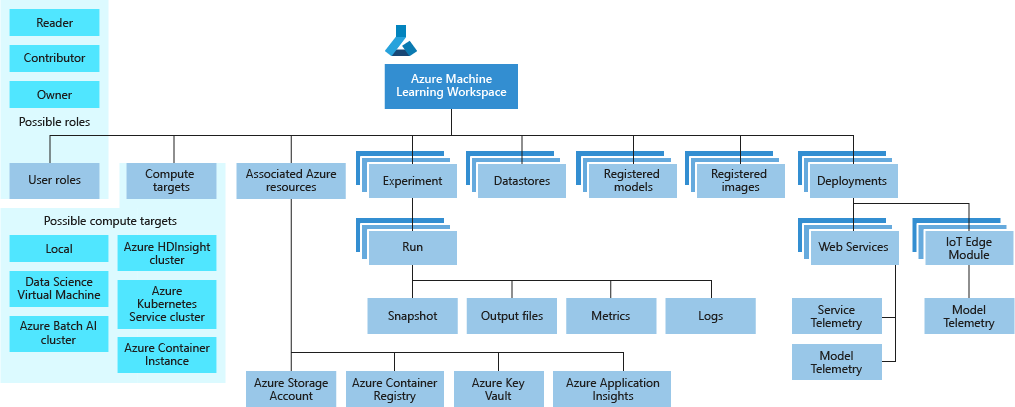 Reader
Contributor
Owner
Possible roles
Azure Machine
Learning Workspace
User roles
Compute
targets
Associated Azure
resources
Experiment
Datastores
Registered
models
Registered
images
Deployments
Possible compute targets
Local
Azure HDInsight
cluster
Data Science
Virtual Machine
Azure
Kubernetes
Service cluster
Azure Batch AI
cluster
Azure Container
Instance
Run
Web Services
IoT Edge
Module
Snapshot
Output files
Metrics
Logs
Service
Telemetry
Model
Telemetry
Model
Telemetry
Azure Storage
Account
Azure Container
Registry
Azure Key
Vault
Azure Application
Insights